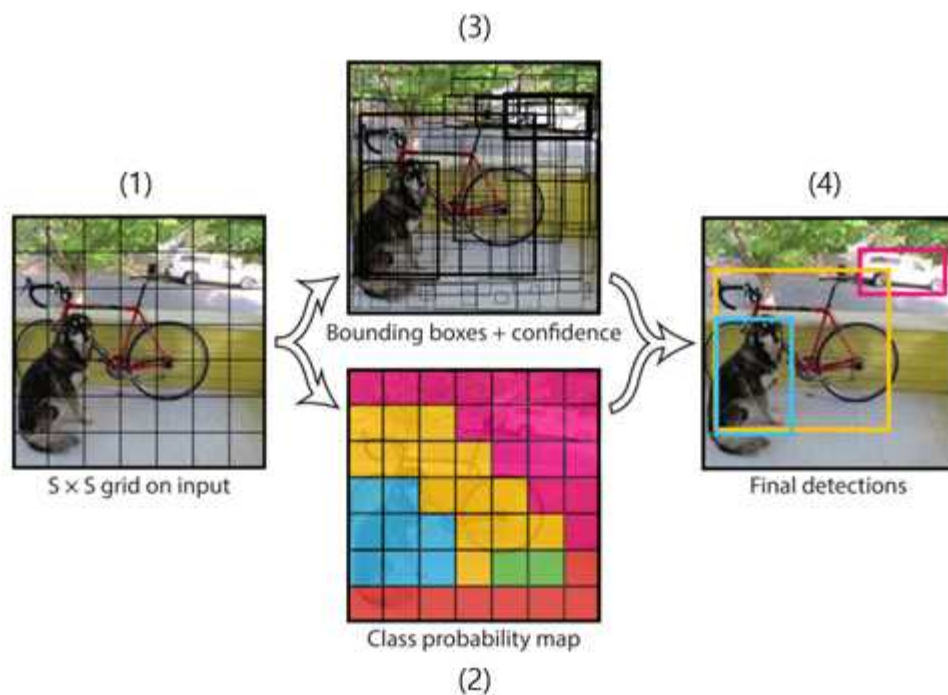 (3)
(1)
(4)
S × S grid on input
Bounding boxes + confidence
Final detections
Class probability map
(2)